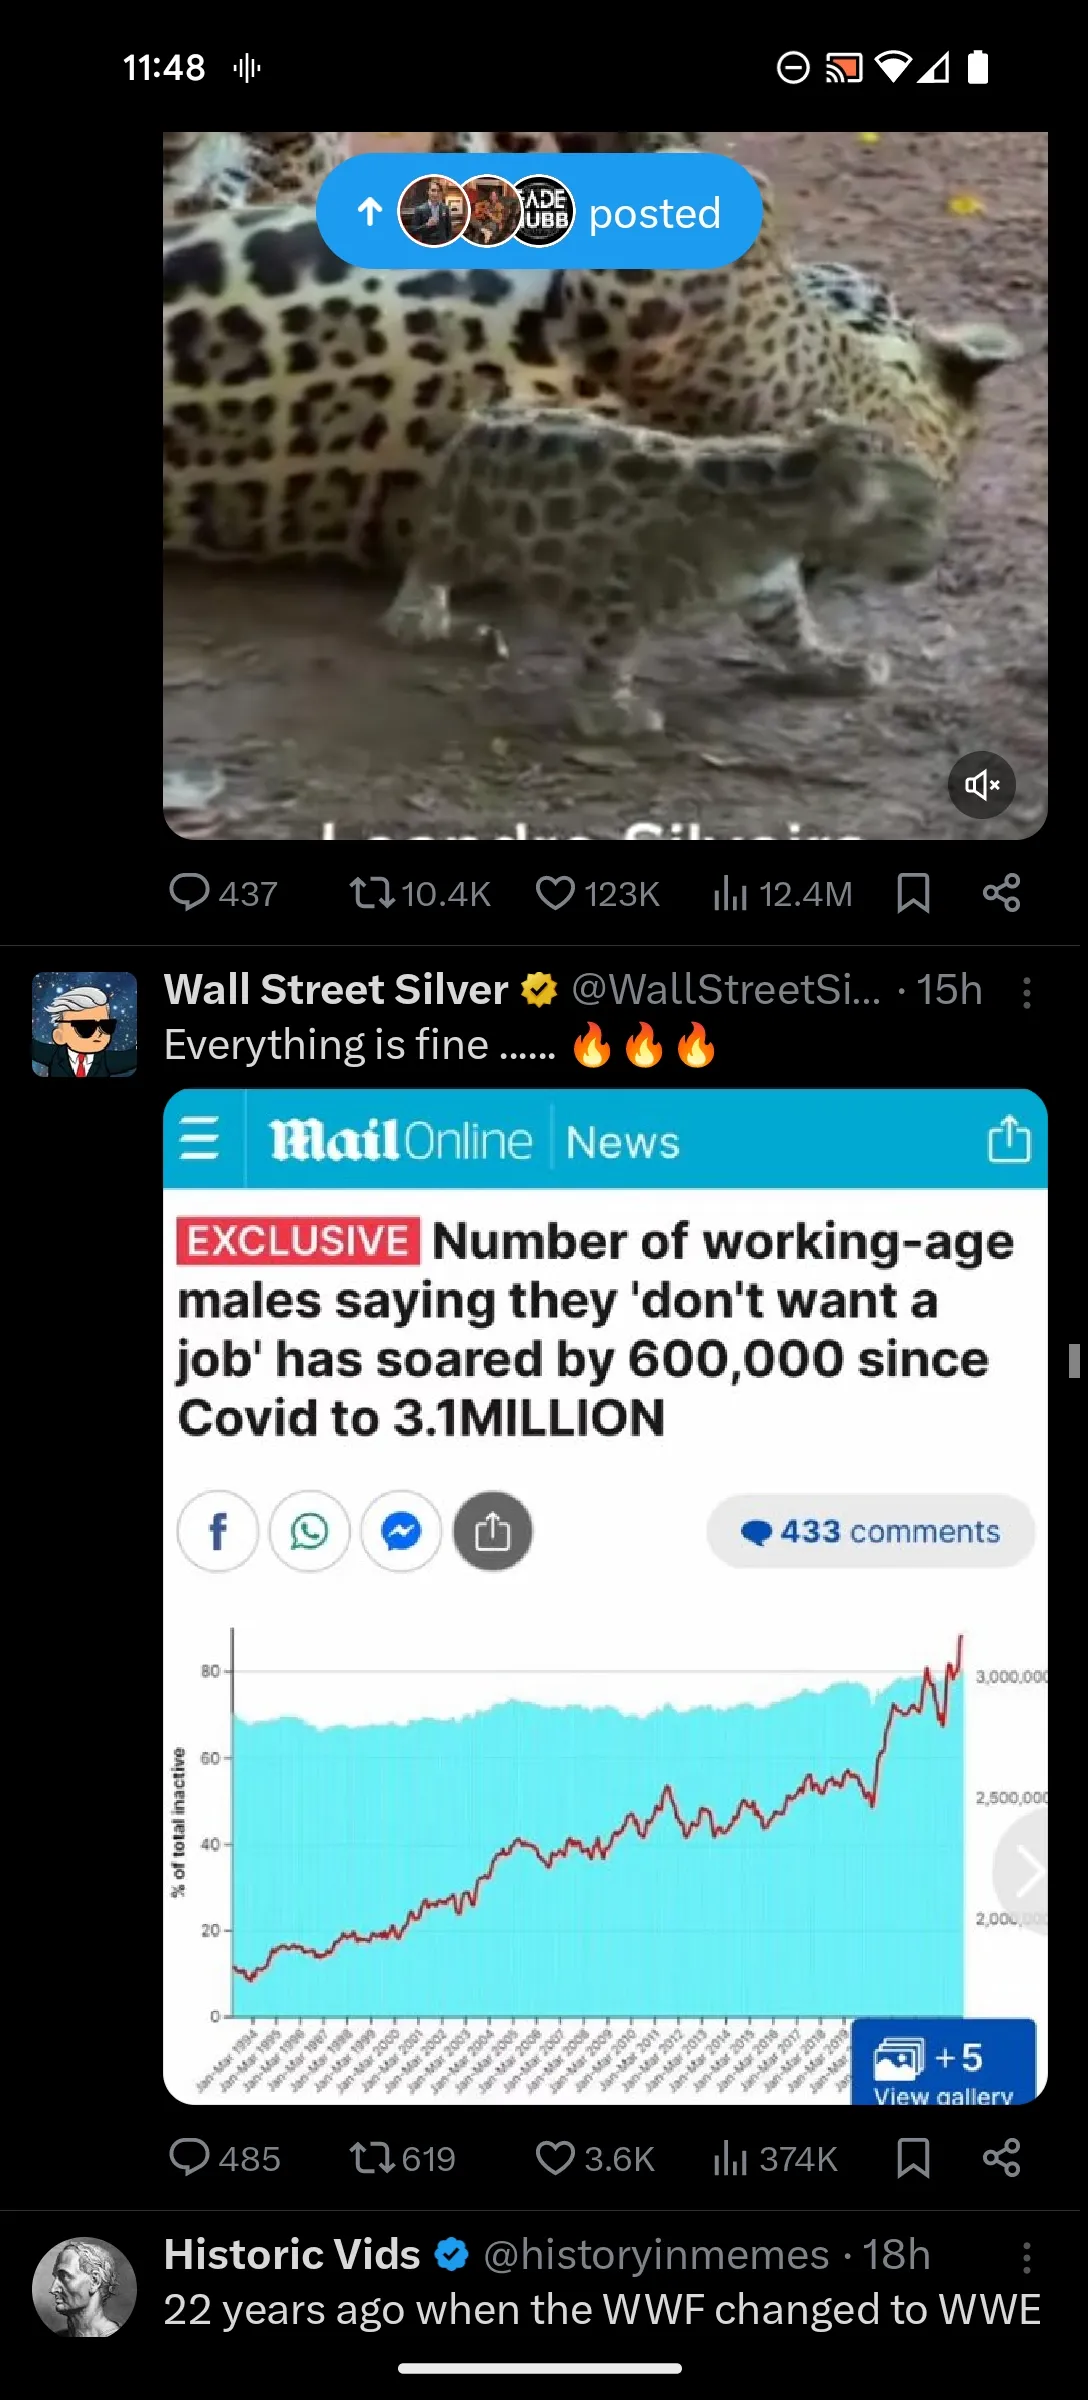 11:48
ADE
UBB
posted
437 10.4K 123K 12.4M
Wall Street Silver @WallStreetSi... · 15h
Everything is fine ...... 🔥🔥🔥
Mail Online News
EXCLUSIVE Number of working-age
males saying they 'don't want a
job' has soared by 600,000 since
Covid to 3.1MILLION
433 comments
% of total inactive
80
60
40
20
0
3,000,000
2,500,000
2,000,000
Jan-Mar 1994
Jan-Mar 1995
Jan-Mar 1996
Jan-Mar 1997
Jan-Mar 1998
Jan-Mar 1999
Jan-Mar 2000
Jan-Mar 2001
Jan-Mar 2002
Jan-Mar 2003
Jan-Mar 2004
Jan-Mar 2005
Jan-Mar 2006
Jan-Mar 2007
Jan-Mar 2008
Jan-Mar 2009
Jan-Mar 2010
Jan-Mar 2011
Jan-Mar 2012
Jan-Mar 2013
Jan-Mar 2014
Jan-Mar 2015
Jan-Mar 2016
Jan-Mar 2017
Jan-Mar 2018
Jan-Mar 2019
+5
View gallery
485 619 3.6K 374K
Historic Vids @historyinmemes · 18h
22 years ago when the WWF changed to WWE